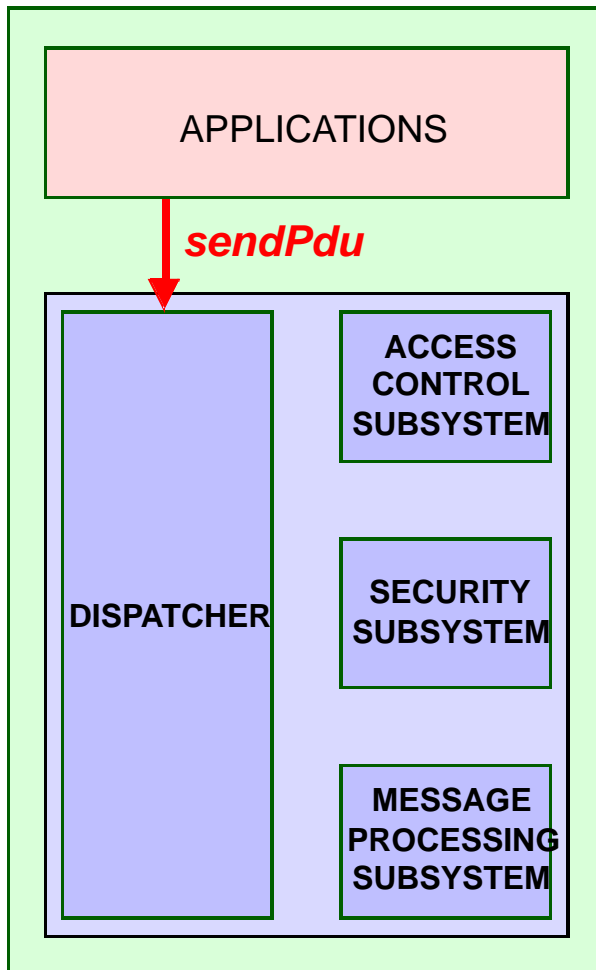 APPLICATIONS
sendPdu
DISPATCHER
ACCESS
CONTROL
SUBSYSTEM
SECURITY
SUBSYSTEM
MESSAGE
PROCESSING
SUBSYSTEM